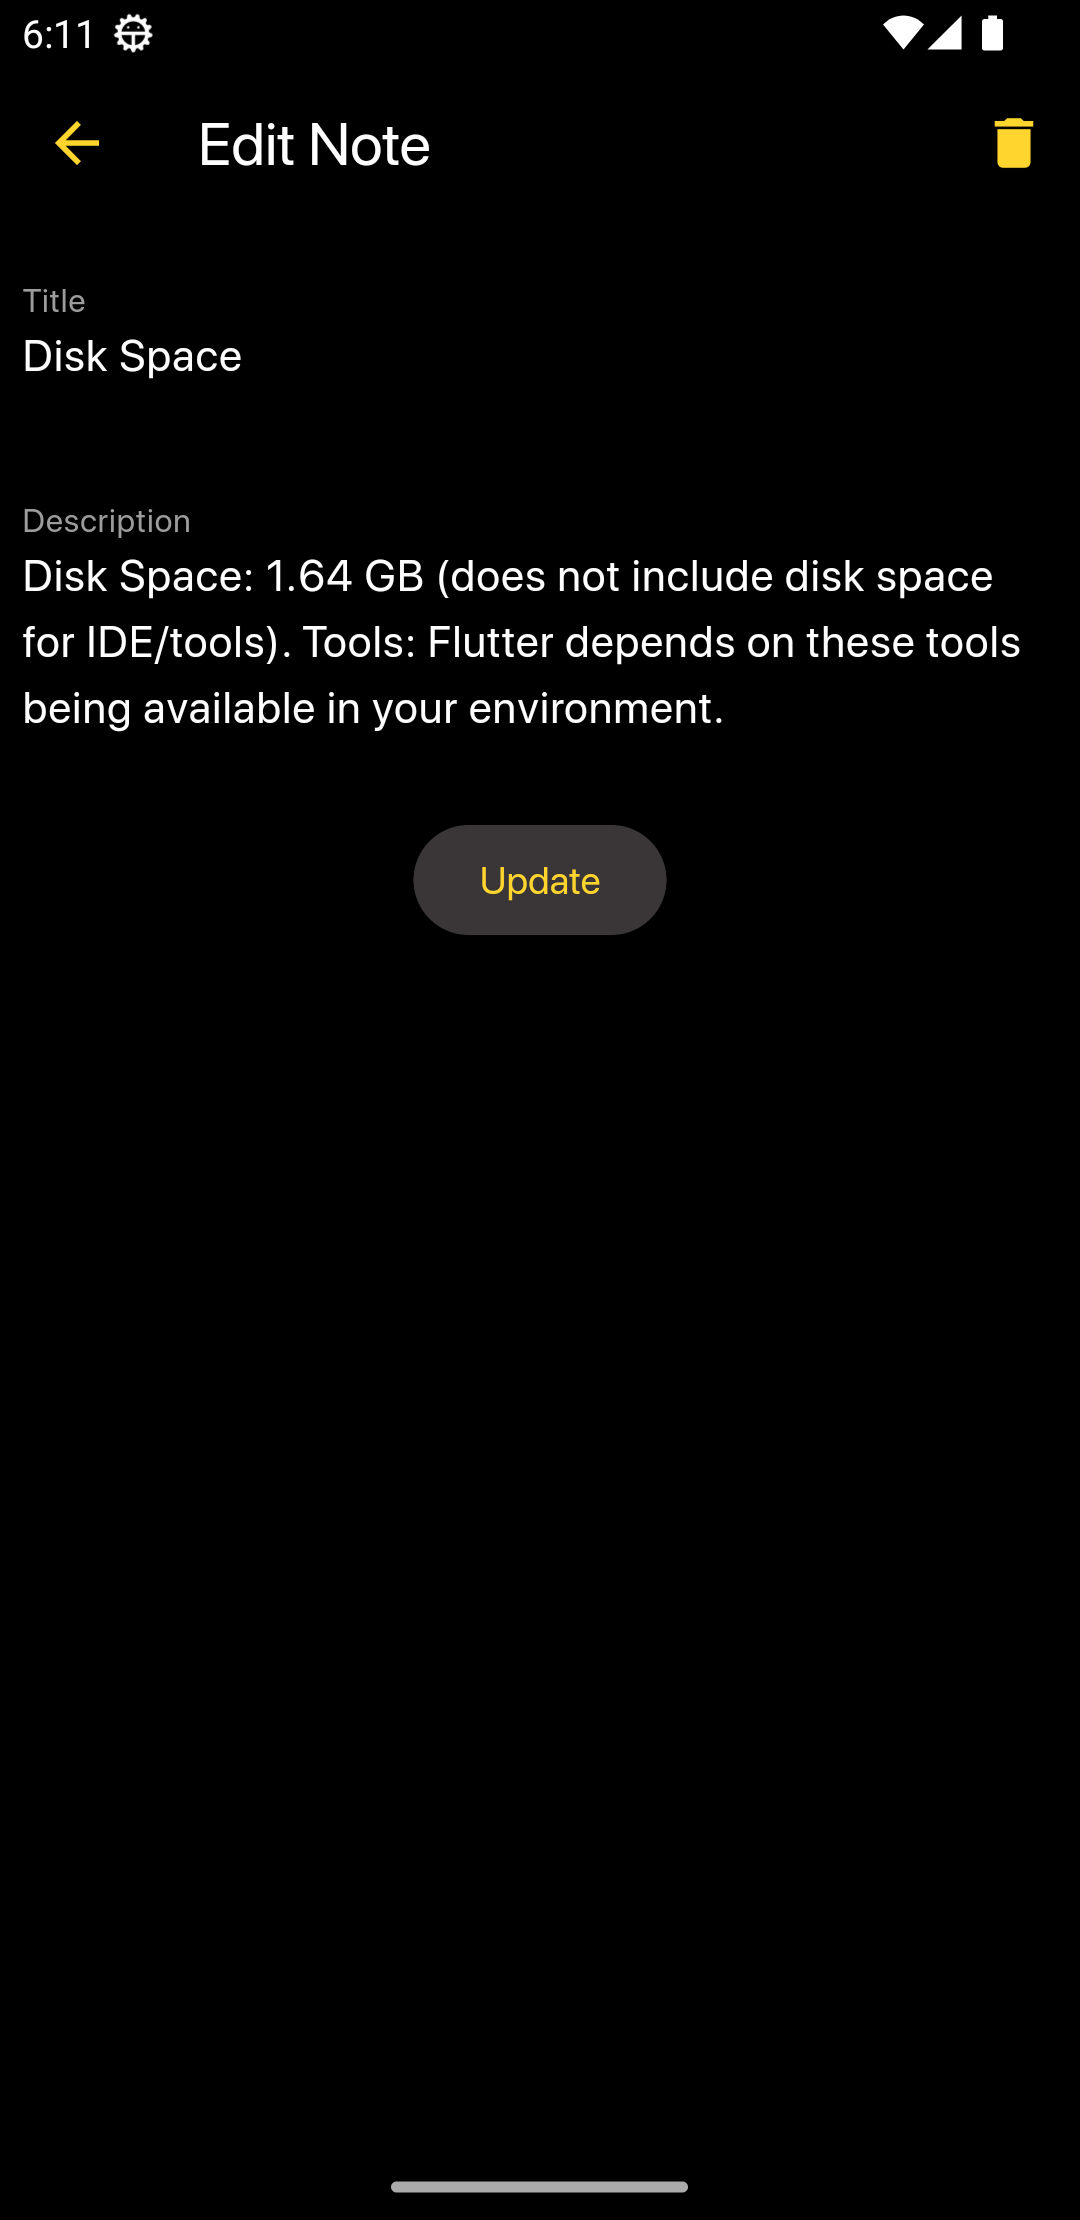 6:11
Edit Note
Title
Disk Space
Description
Disk Space: 1.64 GB (does not include disk space
for IDE/tools). Tools: Flutter depends on these tools
being available in your environment.
Update